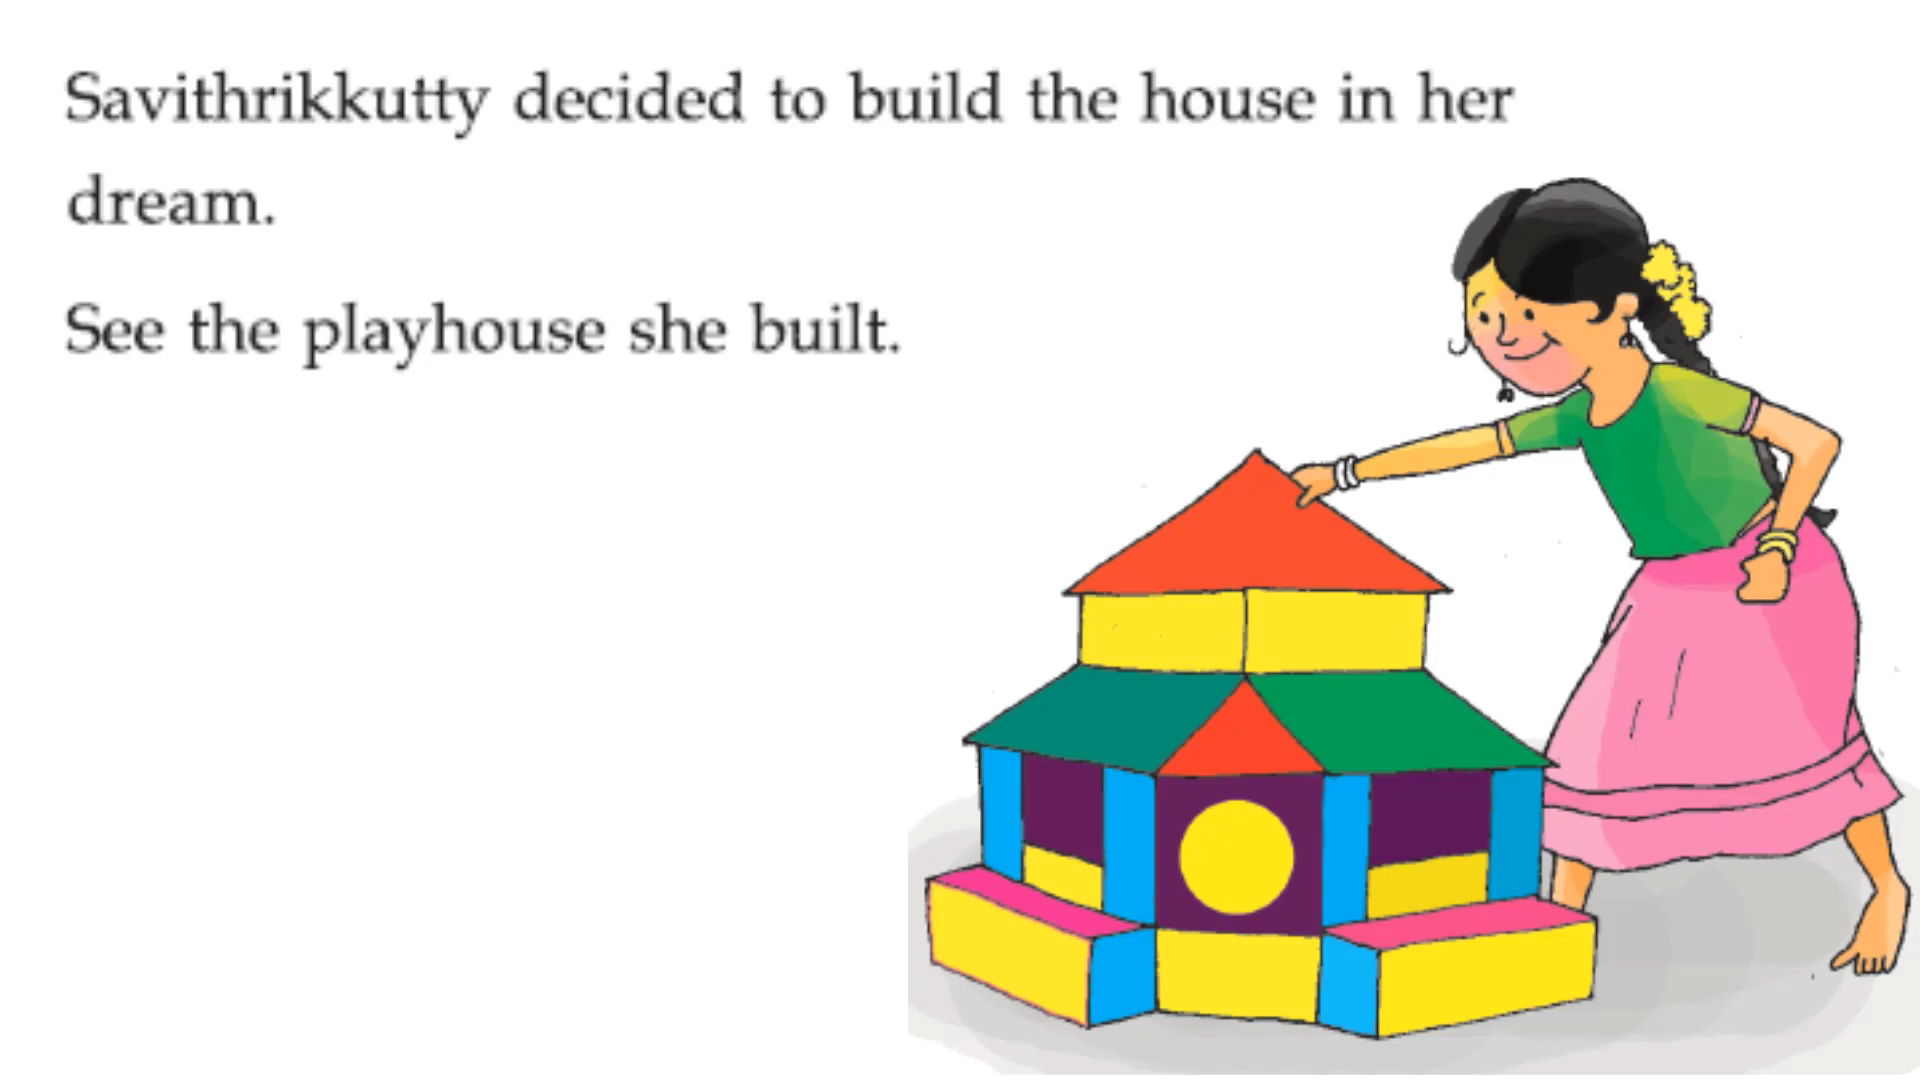 Savithrikkutty decided to build the house in her
dream.
See the playhouse she built.